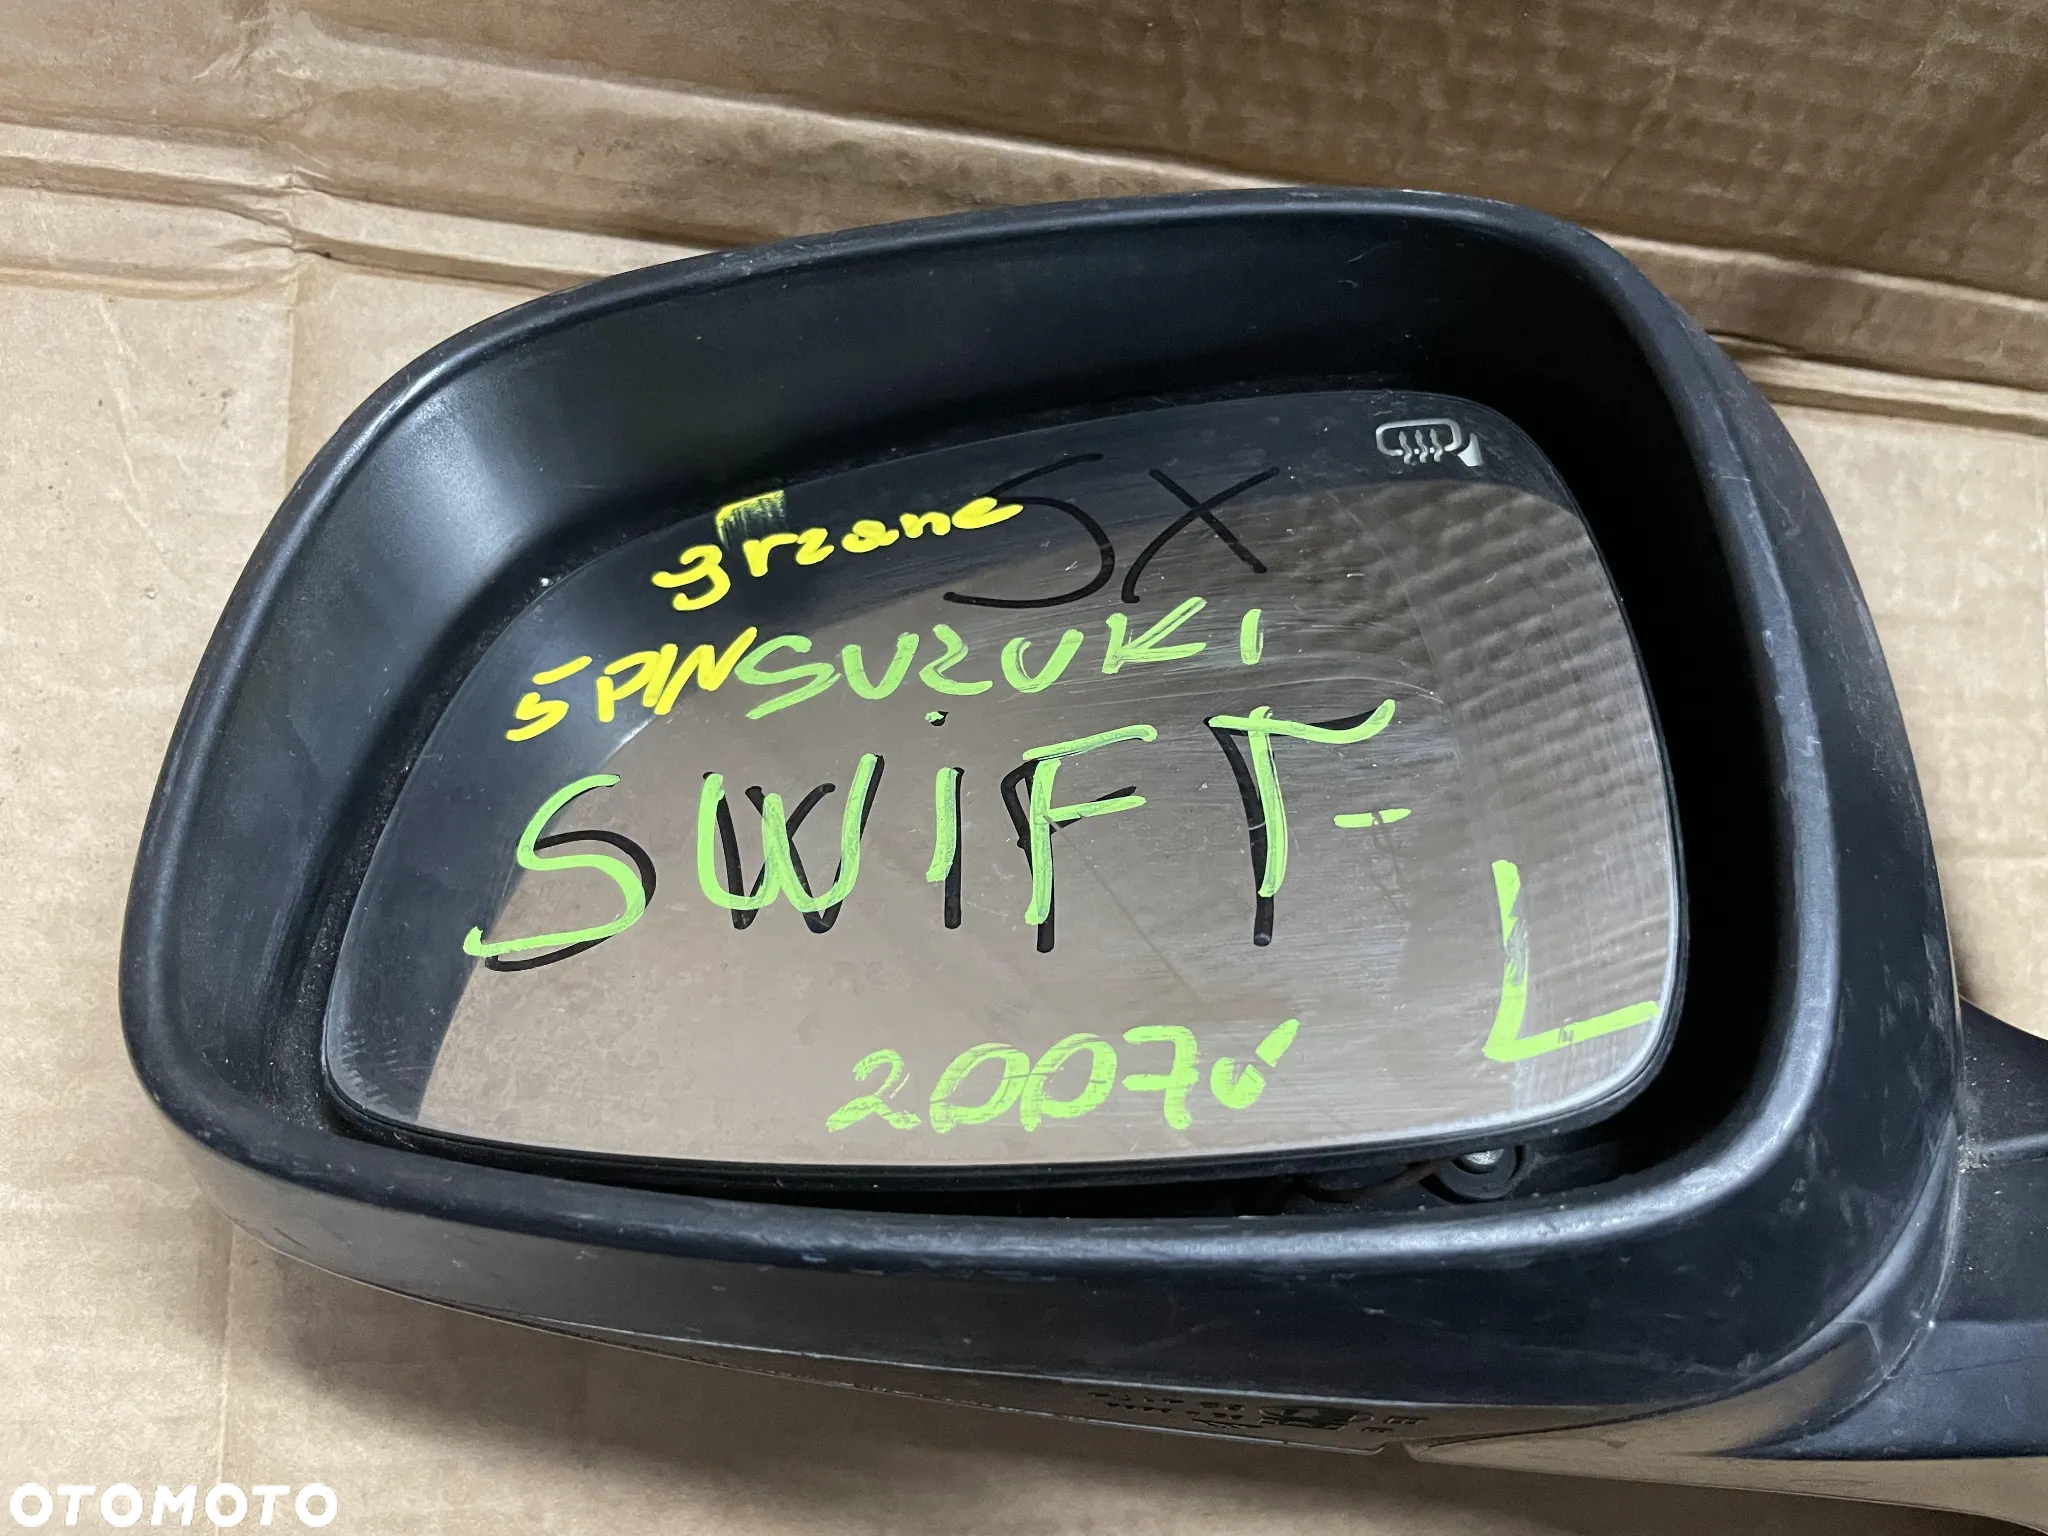 grzane SX
5PIN SUZUKI
SWiFT-
L
2007r
OTOMOTO